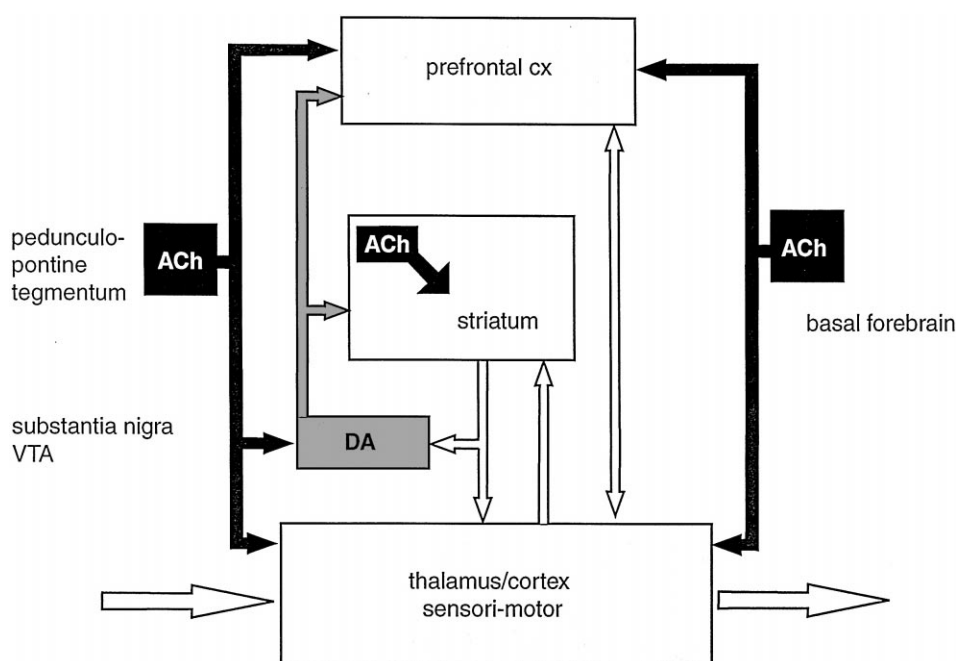 prefrontal cx
pedunculo-
pontine
tegmentum
ACh
ACh
striatum
ACh
basal forebrain
substantia nigra
VTA
DA
thalamus/cortex
sensori-motor